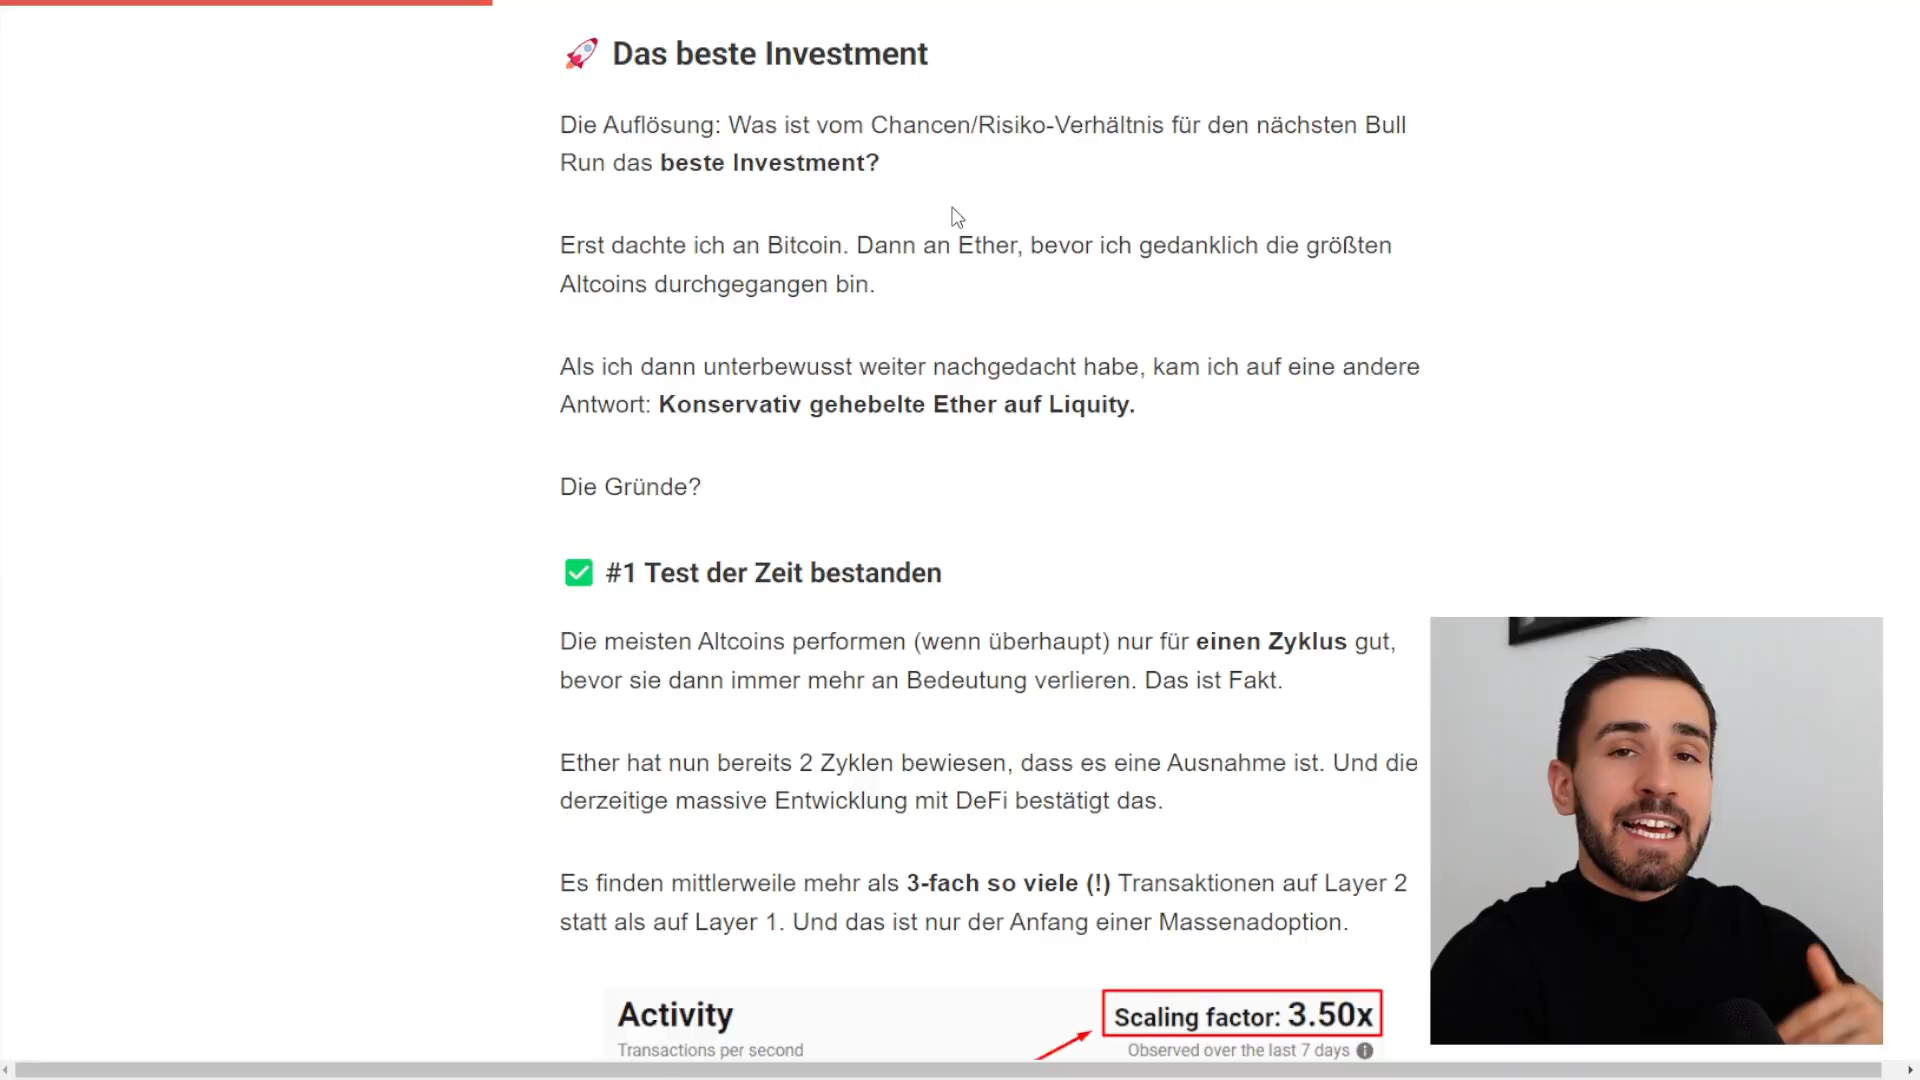 🚀 Das beste Investment
Die Auflösung: Was ist vom Chancen/Risiko-Verhältnis für den nächsten Bull
Run das beste Investment?
Erst dachte ich an Bitcoin. Dann an Ether, bevor ich gedanklich die größten
Altcoins durchgegangen bin.
Als ich dann unterbewusst weiter nachgedacht habe, kam ich auf eine andere
Antwort: Konservativ gehebelte Ether auf Liquity.
Die Gründe?
✅ #1 Test der Zeit bestanden
Die meisten Altcoins performen (wenn überhaupt) nur für einen Zyklus gut,
bevor sie dann immer mehr an Bedeutung verlieren. Das ist Fakt.
Ether hat nun bereits 2 Zyklen bewiesen, dass es eine Ausnahme ist. Und die
derzeitige massive Entwicklung mit DeFi bestätigt das.
Es finden mittlerweile mehr als 3-fach so viele (!) Transaktionen auf Layer 2
statt als auf Layer 1. Und das ist nur der Anfang einer Massenadoption.
Activity
Scaling factor: 3.50x
Transactions per second
Observed over the last 7 days